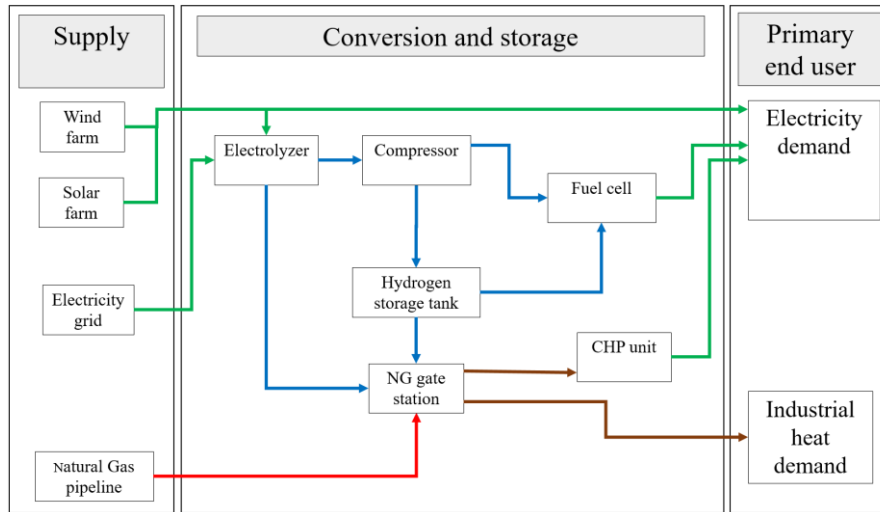 Supply
Conversion and storage
Primary
end user
Wind
farm
Solar
farm
Electricity
grid
Natural Gas
pipeline
Electrolyzer
Compressor
Fuel cell
Hydrogen
storage tank
NG gate
station
CHP unit
Electricity
demand
Industrial
heat
demand